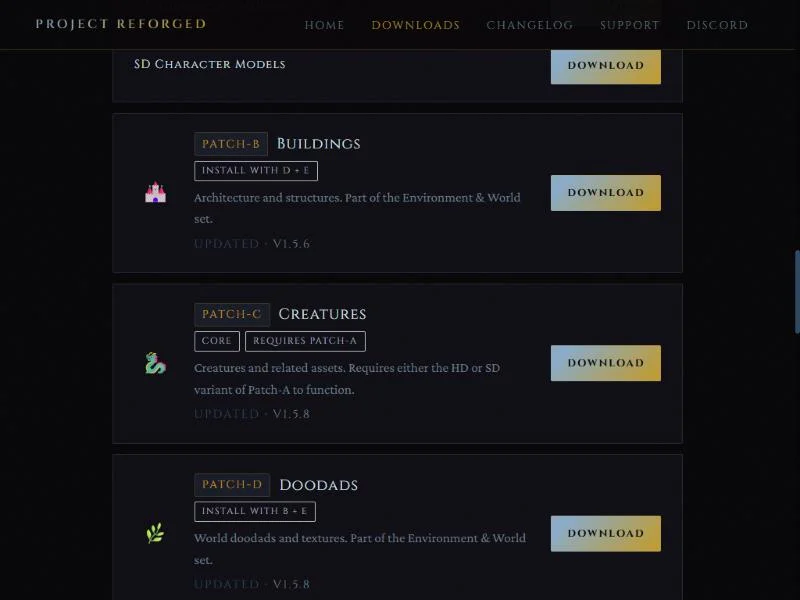 PROJECT REFORGED
HOME DOWNLOADS CHANGELOG SUPPORT DISCORD
SD Character Models
DOWNLOAD
PATCH-B Buildings
INSTALL WITH D + E
Architecture and structures. Part of the Environment & World
set.
DOWNLOAD
UPDATED · V1.5.6
PATCH-C Creatures
CORE REQUIRES PATCH-A
Creatures and related assets. Requires either the HD or SD
variant of Patch-A to function.
DOWNLOAD
UPDATED · V1.5.8
PATCH-D Doodads
INSTALL WITH B + E
World doodads and textures. Part of the Environment & World
set.
DOWNLOAD
UPDATED · V1.5.8